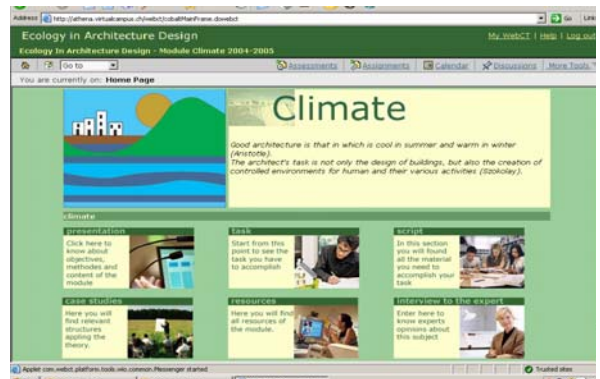 Address http://athena.virtualcampus.ch/webct/cobaltMainFrame.dowebct Go Links
Ecology in Architecture Design
My WebCT | Help | Log out
Ecology In Architecture Design - Module Climate 2004-2005
Go to
Assessments Assignments Calendar Discussions More Tools
You are currently on: Home Page
Climate
Good architecture is that in which is cool in summer and warm in winter
(Aristotle).
The architect's task is not only the design of buildings, but also the creation of
controlled environments for human and their various activities (Szokolay).
climate
presentation
Click here to
know about
objectives,
methodes and
content of the
module
task
Start from this
point to see the
task you have
to accomplish
script
In this section
you will found
all the material
you need to
accomplish your
task
case studies
Here you will
find relevant
structures
appling the
theory.
resources
Here you will find
all resources of
the module.
interview to the expert
Enter here to
know experts
opinions about
this subject
Applet com.webct.platform.tools.wio.common.Messenger started
Trusted sites